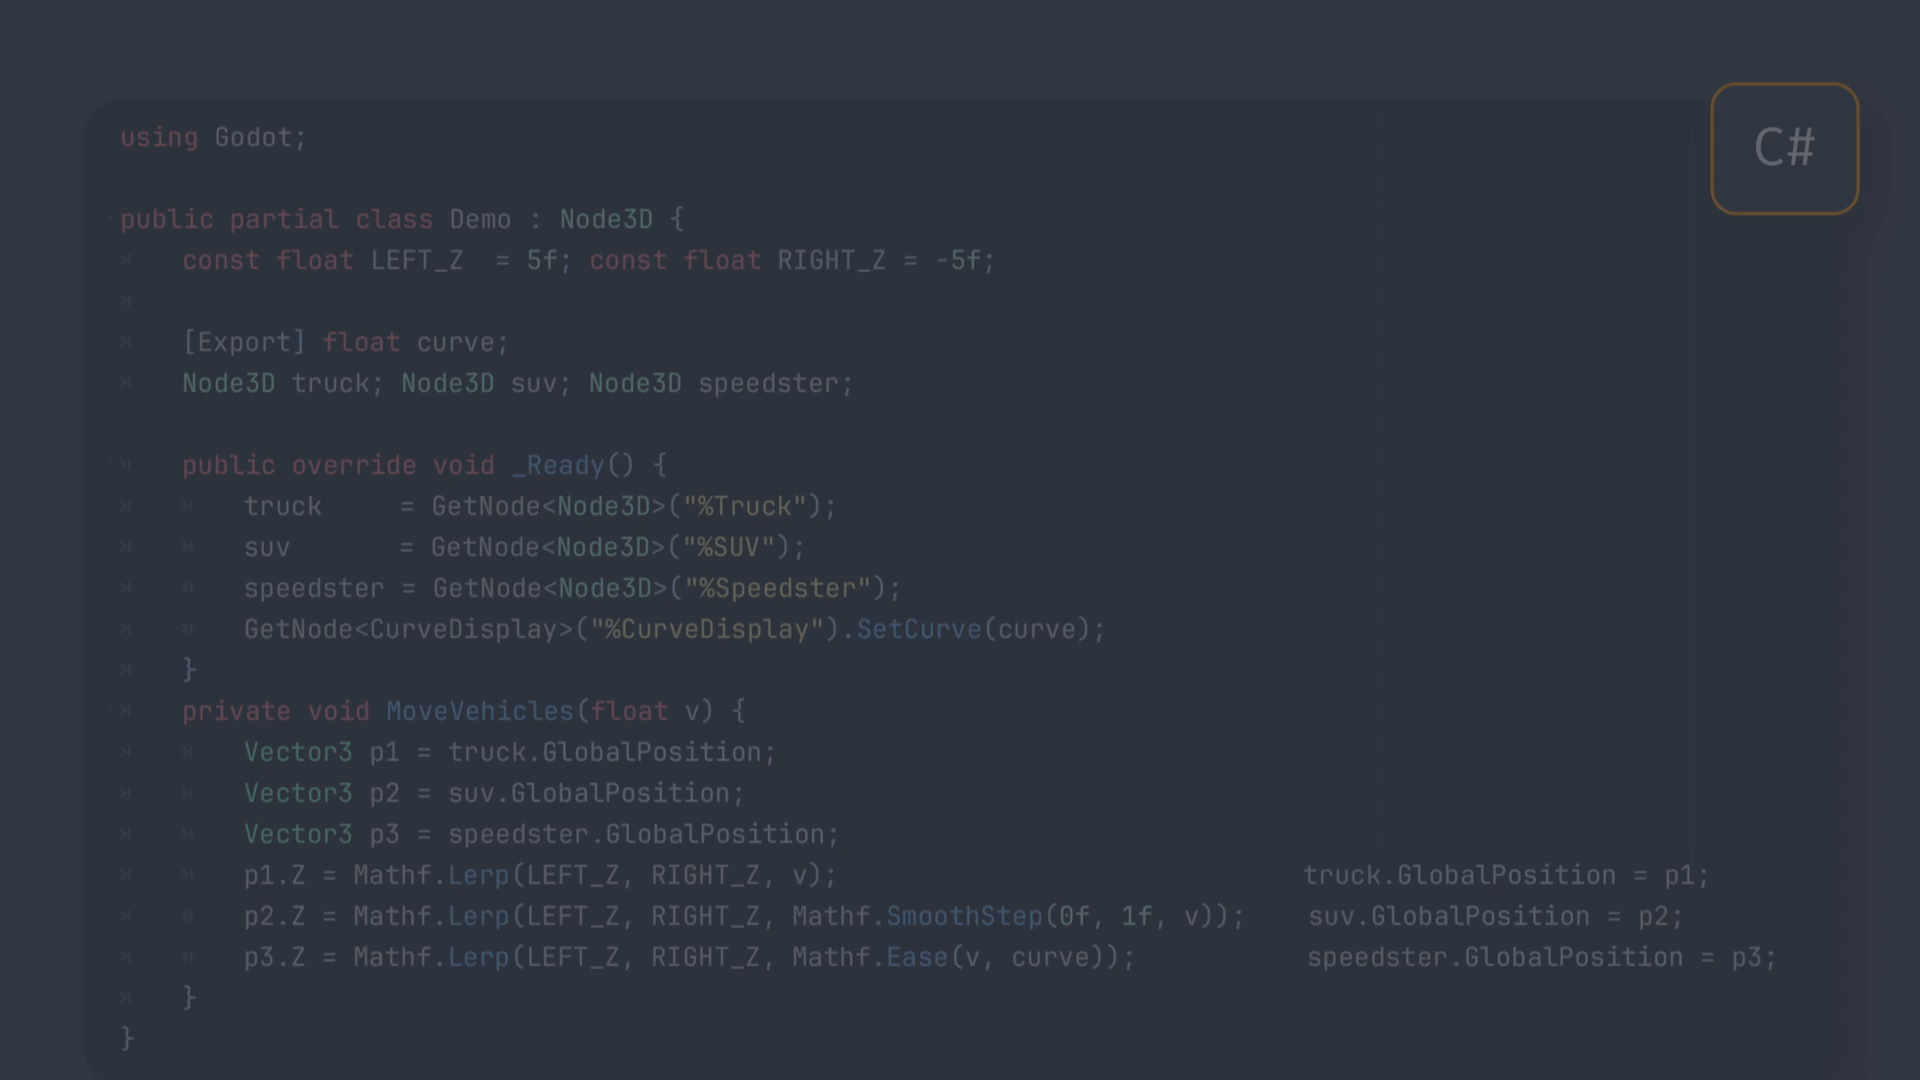 C#
using Godot;
public partial class Demo : Node3D {
const float LEFT_Z  = 5f; const float RIGHT_Z = -5f;
[Export] float curve;
Node3D truck; Node3D suv; Node3D speedster;
public override void _Ready() {
truck     = GetNode<Node3D>("%Truck");
suv       = GetNode<Node3D>("%SUV");
speedster = GetNode<Node3D>("%Speedster");
GetNode<CurveDisplay>("%CurveDisplay").SetCurve(curve);
}
private void MoveVehicles(float v) {
Vector3 p1 = truck.GlobalPosition;
Vector3 p2 = suv.GlobalPosition;
Vector3 p3 = speedster.GlobalPosition;
p1.Z = Mathf.Lerp(LEFT_Z, RIGHT_Z, v);    truck.GlobalPosition = p1;
p2.Z = Mathf.Lerp(LEFT_Z, RIGHT_Z, Mathf.SmoothStep(0f, 1f, v));    suv.GlobalPosition = p2;
p3.Z = Mathf.Lerp(LEFT_Z, RIGHT_Z, Mathf.Ease(v, curve));    speedster.GlobalPosition = p3;
}
}